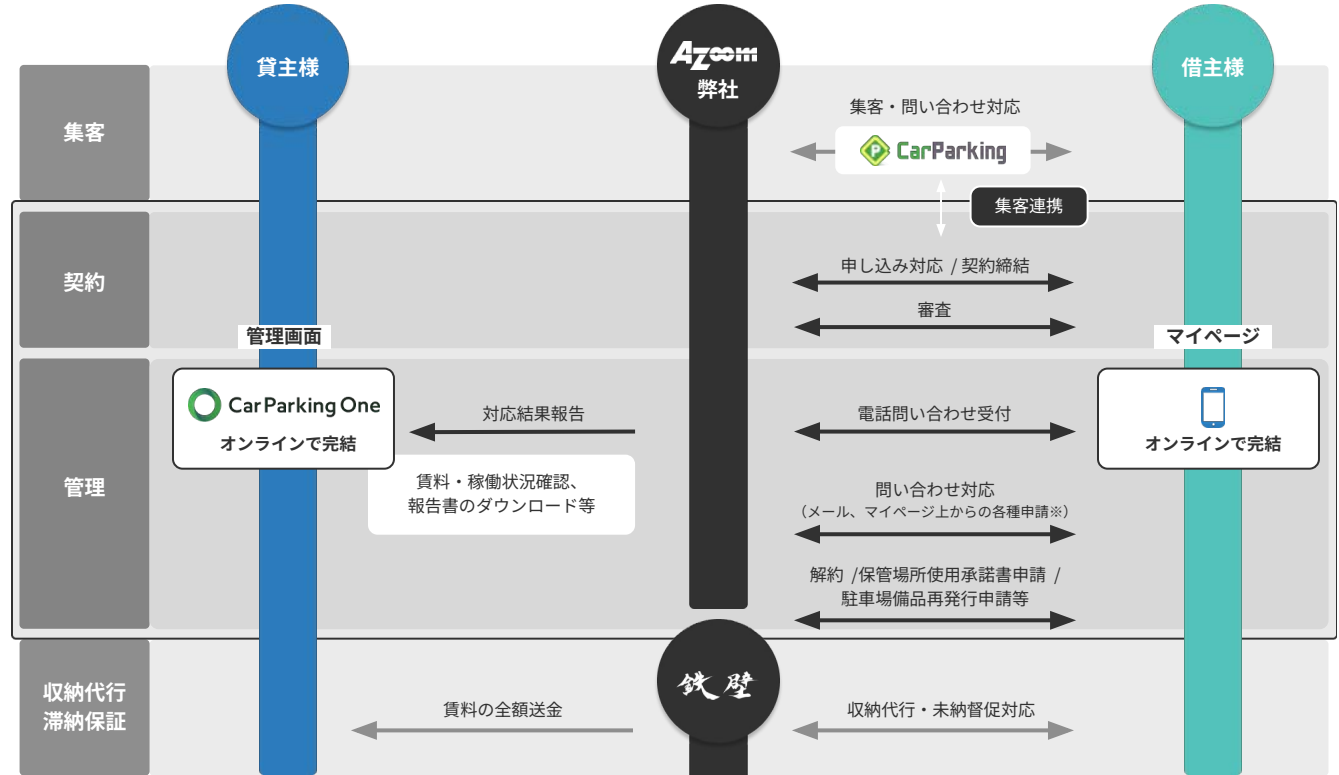 貸主様
AZoom
弊社
借主様
集客
集客・問い合わせ対応
P CarParking
集客連携
契約
申し込み対応 / 契約締結
審査
管理画面
マイページ
管理
CarParking One
オンラインで完結
対応結果報告
賃料・稼働状況確認、
報告書のダウンロード等
電話問い合わせ受付
オンラインで完結
問い合わせ対応
（メール、マイページ上からの各種申請※）
解約 /保管場所使用承諾書申請 /
駐車場備品再発行申請等
収納代行
滞納保証
鉄壁
賃料の全額送金
収納代行・未納督促対応